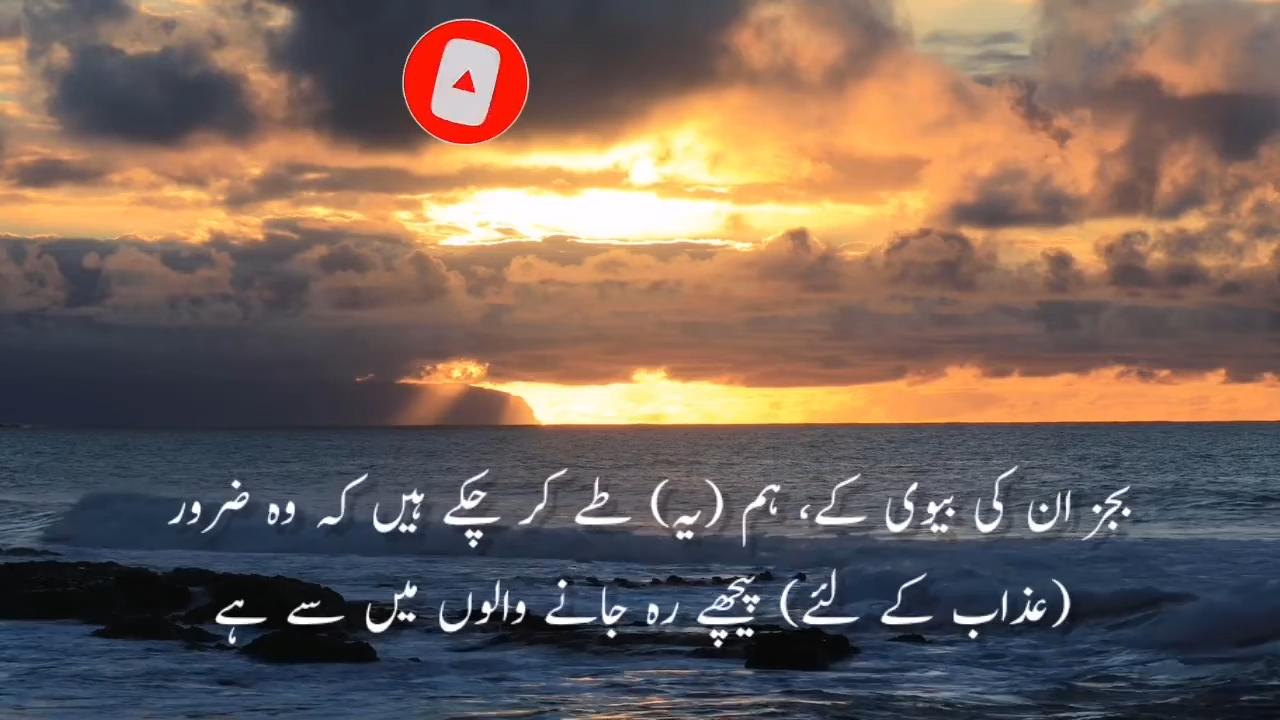 بجز ان کی بیوی کے، ہم (یہ) طے کر چکے ہیں کہ وہ ضرور
(عذاب کے لئے) پیچھے رہ جانے والوں میں سے ہے